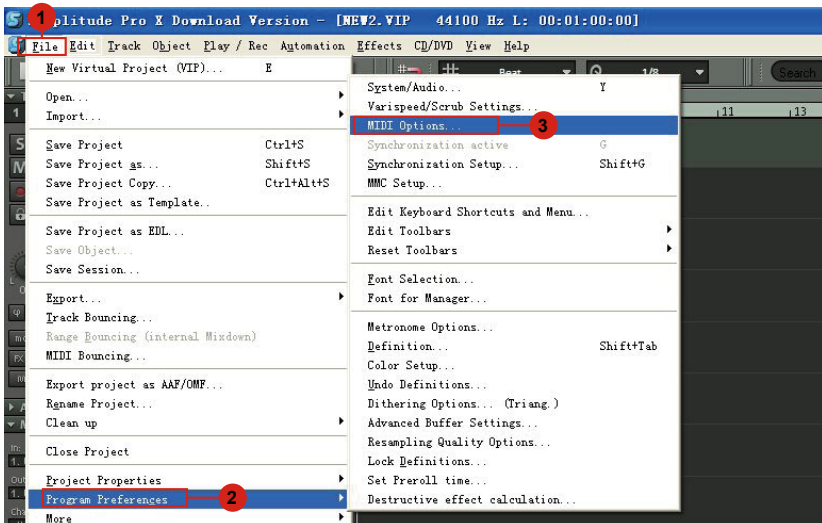 1
plitude Pro X Download Version - [NEW2.VIP 44100 Hz L: 00:01:00:00]
File Edit Track Object Play / Rec Automation Effects CD/DVD View Help
New Virtual Project (VIP)... E
Open...
Import...
Save Project Ctrl+S
Save Project as... Shift+S
Save Project Copy... Ctrl+Alt+S
Save Project as Template..
Save Project as EDL...
Save Object...
Save Session...
Export...
Track Bouncing...
Range Bouncing (internal Mixdown)
MIDI Bouncing...
Export project as AAF/OMF...
Rename Project...
Clean up
Close Project
Project Properties
Program Preferences 2
More
Bear 1/8 Search
System/Audio... Y
Varispeed/Scrub Settings...
MIDI Options... 3
Synchronization active G
Synchronization Setup... Shift+G
MMC Setup...
Edit Keyboard Shortcuts and Menu...
Edit Toolbars
Reset Toolbars
Font Selection...
Font for Manager...
Metronome Options...
Definition... Shift+Tab
Color Setup...
Undo Definitions...
Dithering Options... (Triang.)
Advanced Buffer Settings...
Resampling Quality Options...
Lock Definitions...
Set Preroll time...
Destructive effect calculation...
11 13